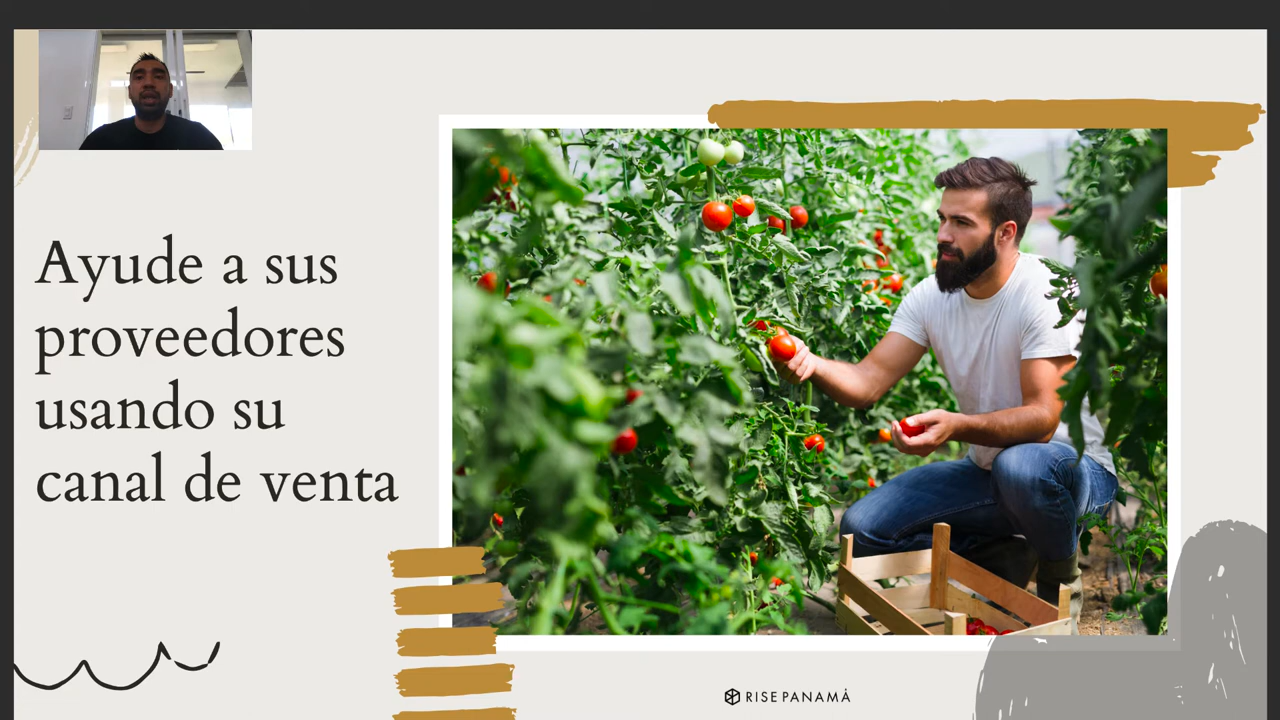 Ayude a sus
proveedores
usando su
canal de venta
RISE PANAMÁ